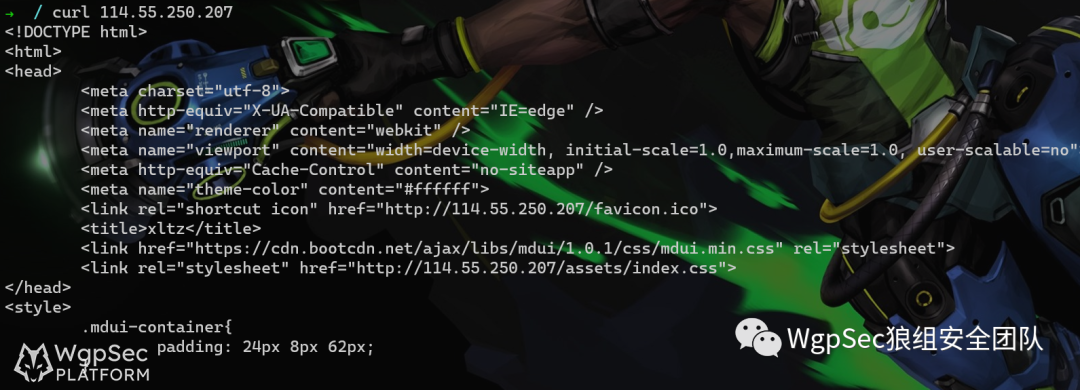 → / curl 114.55.250.207
<!DOCTYPE html>
<html>
<head>
<meta charset="utf-8">
<meta http-equiv="X-UA-Compatible" content="IE=edge" />
<meta name="renderer" content="webkit" />
<meta name="viewport" content="width=device-width, initial-scale=1.0,maximum-scale=1.0, user-scalable=no"
<meta http-equiv="Cache-Control" content="no-siteapp" />
<meta name="theme-color" content="#ffffff">
<link rel="shortcut icon" href="http://114.55.250.207/favicon.ico">
<title>xltz</title>
<link href="https://cdn.bootcdn.net/ajax/libs/mdui/1.0.1/css/mdui.min.css" rel="stylesheet">
<link rel="stylesheet" href="http://114.55.250.207/assets/index.css">
</head>
<style>
.mdui-container{
padding: 24px 8px 62px;
WgpSec狼组安全团队
WgpSec
PLATFORM